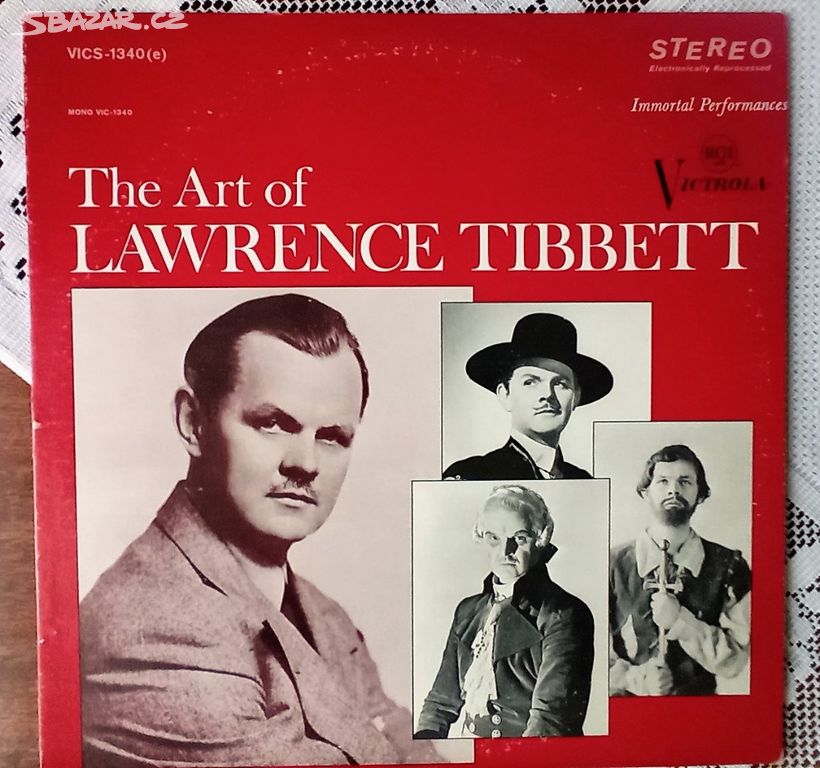 SBAZAR.CZ
VICS-1340(e)
STEREO
Electronically Reprocessed
MONO VIC-1340
Immortal Performances
RCA
VICTROLA
The Art of
LAWRENCE TIBBETT